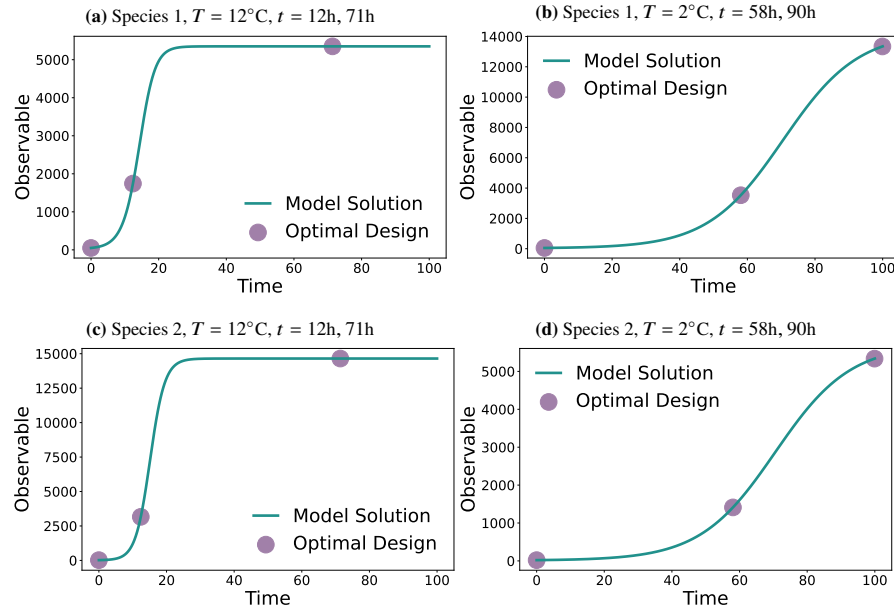 (a) Species 1, T = 12°C, t = 12h, 71h
Observable
5000
4000
3000
2000
1000
0
Model Solution
Optimal Design
0 20 40 60 80 100
Time
(b) Species 1, T = 2°C, t = 58h, 90h
Observable
14000
12000
10000
8000
6000
4000
2000
0
Model Solution
Optimal Design
0 20 40 60 80 100
Time
(c) Species 2, T = 12°C, t = 12h, 71h
Observable
15000
12500
10000
7500
5000
2500
0
Model Solution
Optimal Design
0 20 40 60 80 100
Time
(d) Species 2, T = 2°C, t = 58h, 90h
Observable
5000
4000
3000
2000
1000
0
Model Solution
Optimal Design
0 20 40 60 80 100
Time